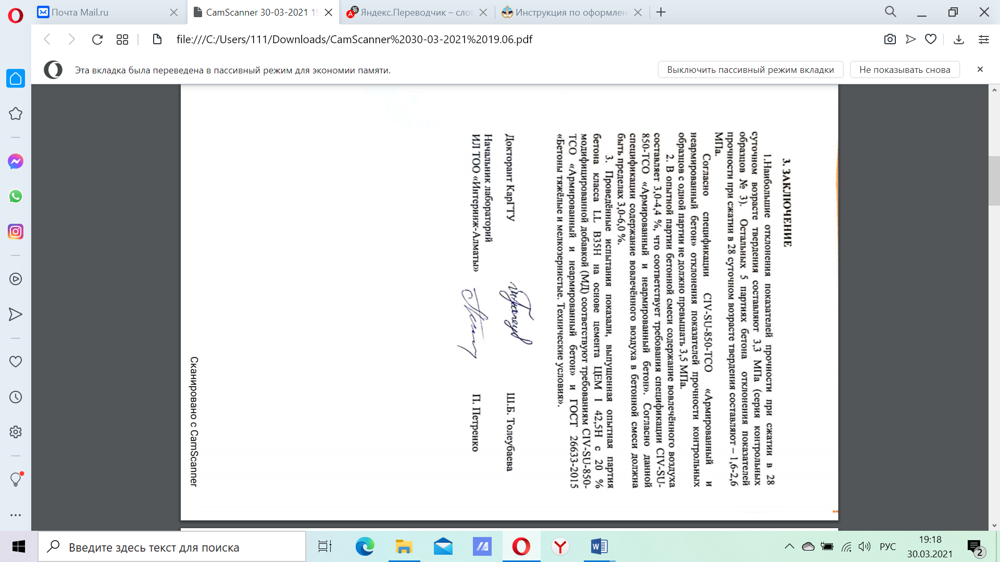 Почта Mail.ru
CamScanner 30-03-2021 19
Яндекс.Переводчик – слов
Инструкция по оформлен
file:///C:/Users/111/Downloads/CamScanner%2030-03-2021%2019.06.pdf
Эта вкладка была переведена в пассивный режим для экономии памяти.
Выключить пассивный режим вкладки
Не показывать снова
3. ЗАКЛЮЧЕНИЕ
1.Наибольшие отклонения показателей прочности при сжатии в 28
суточном возрасте твердения составляют 3,3 МПа (серия контрольных
образцов № 3). Остальных 5 партиях бетона отклонения показателей
прочности при сжатии в 28 суточном возрасте твердения составляют – 1,6-2,6
МПа.
Согласно спецификации CIV-SU-850-TCO «Армированный и
неармированный бетон» отклонения показателей прочности контрольных
образцов с одной партии не должно превышать 3,5 МПа.
2. В опытной партии бетонной смеси содержание вовлечённого воздуха
составляет 3,0-4,4 %, что соответствует требования спецификации CIV-SU-
850-TCO «Армированный и неармированный бетон». Согласно данной
спецификации содержание вовлечённого воздуха в бетонной смеси должна
быть пределах 3,0-6,0 %.
3. Проведённые испытания показали, выпущенная опытная партия
бетона класса LL B35H на основе цемента ЦЕМ I 42,5Н с 20 %
модифицированной добавкой (МД) соответствуют требованиям CIV-SU-850-
TCO «Армированный и неармированный бетон» и ГОСТ 26633-2015
«Бетоны тяжёлые и мелкозернистые. Технические условия».
Докторант КарГТУ Ш.Б. Толеубаева
Начальник лабораторий
ИЛ ТОО «Интеринж-Алматы» П. Петренко
Сканировано с CamScanner
Введите здесь текст для поиска
РУС
19:18
30.03.2021
2